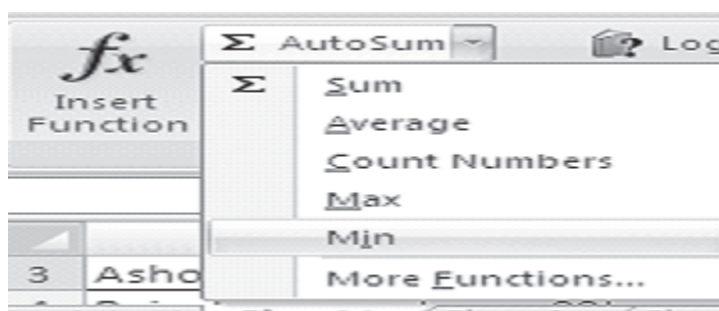 fx
Insert
Function
Σ AutoSum
Log
Σ Sum
Average
Count Numbers
Max
Min
More Functions...
3 Asho